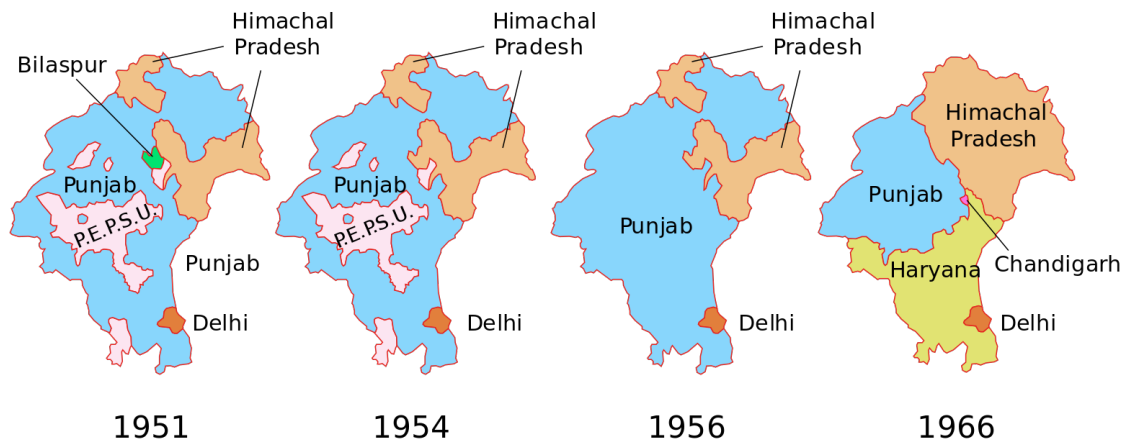 Himachal
Pradesh
Bilaspur
Punjab
P.E.P.S.U.
Punjab
Delhi
1951
Himachal
Pradesh
Punjab
P.E.P.S.U.
Delhi
1954
Himachal
Pradesh
Punjab
Delhi
1956
Himachal
Pradesh
Punjab
Haryana
Chandigarh
Delhi
1966